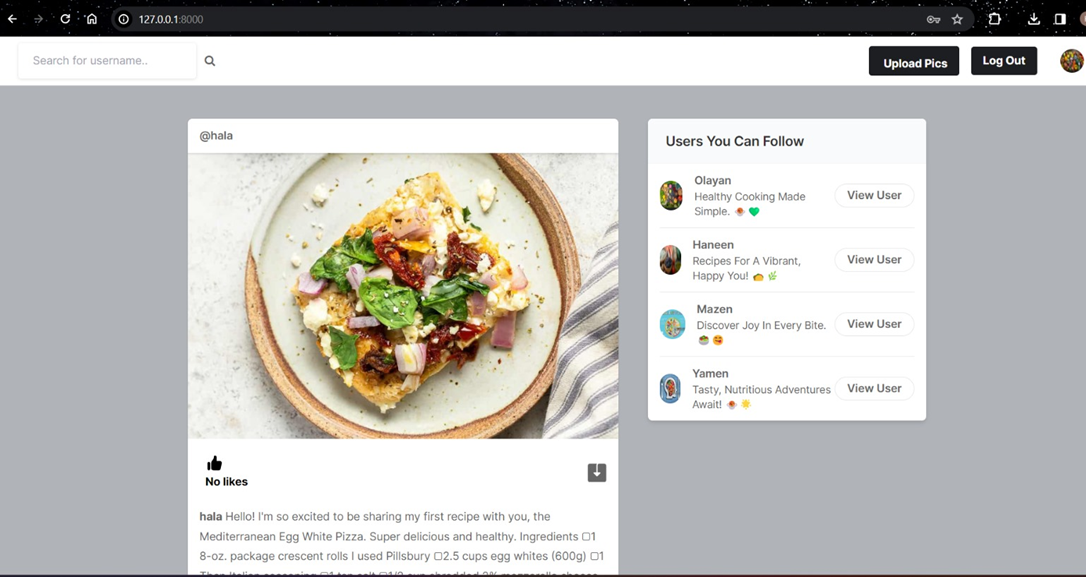 127.0.0.1:8000
Search for username..
Upload Pics
Log Out
@hala
No likes
hala Hello! I'm so excited to be sharing my first recipe with you, the
Mediterranean Egg White Pizza. Super delicious and healthy. Ingredients ▢1
8-oz. package crescent rolls I used Pillsbury ▢2.5 cups egg whites (600g) ▢1
Users You Can Follow
Olayan
Healthy Cooking Made
Simple.
View User
Haneen
Recipes For A Vibrant,
Happy You!
View User
Mazen
Discover Joy In Every Bite.
View User
Yamen
Tasty, Nutritious Adventures
Await!
View User